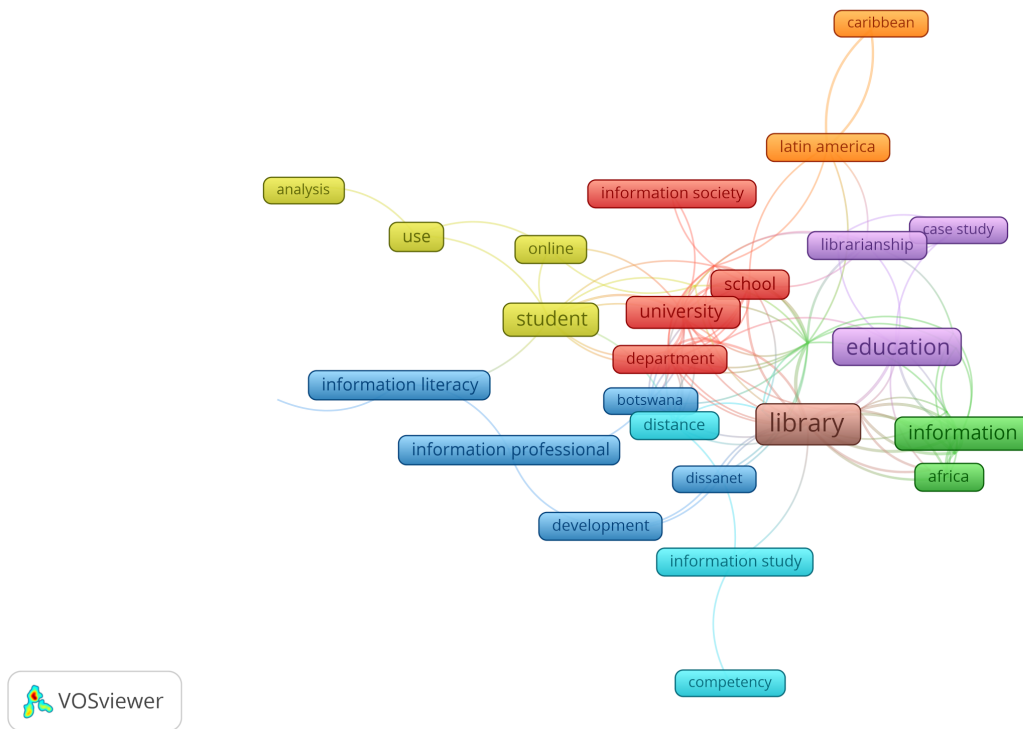 caribbean
latin america
analysis
information society
use
case study
librarianship
online
school
university
student
education
department
information literacy
botswana
library
distance
information
information professional
africa
dissanet
development
information study
competency
VOSviewer